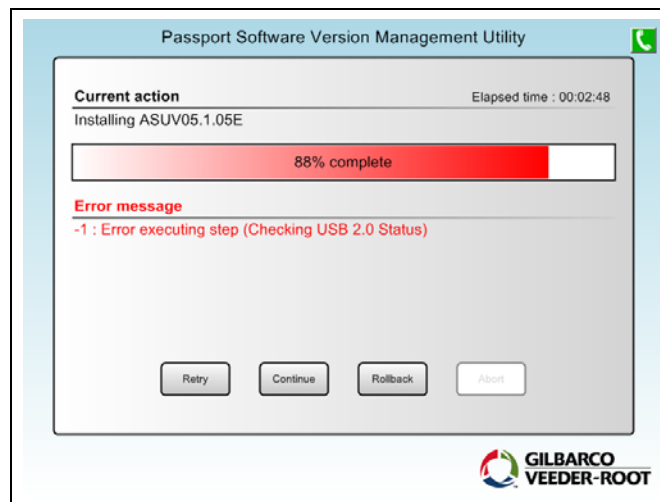 Passport Software Version Management Utility
Current action
Elapsed time : 00:02:48
Installing ASUV05.1.05E
88% complete
Error message
-1 : Error executing step (Checking USB 2.0 Status)
Retry
Continue
Rollback
Abort
GILBARCO
VEEDER-ROOT